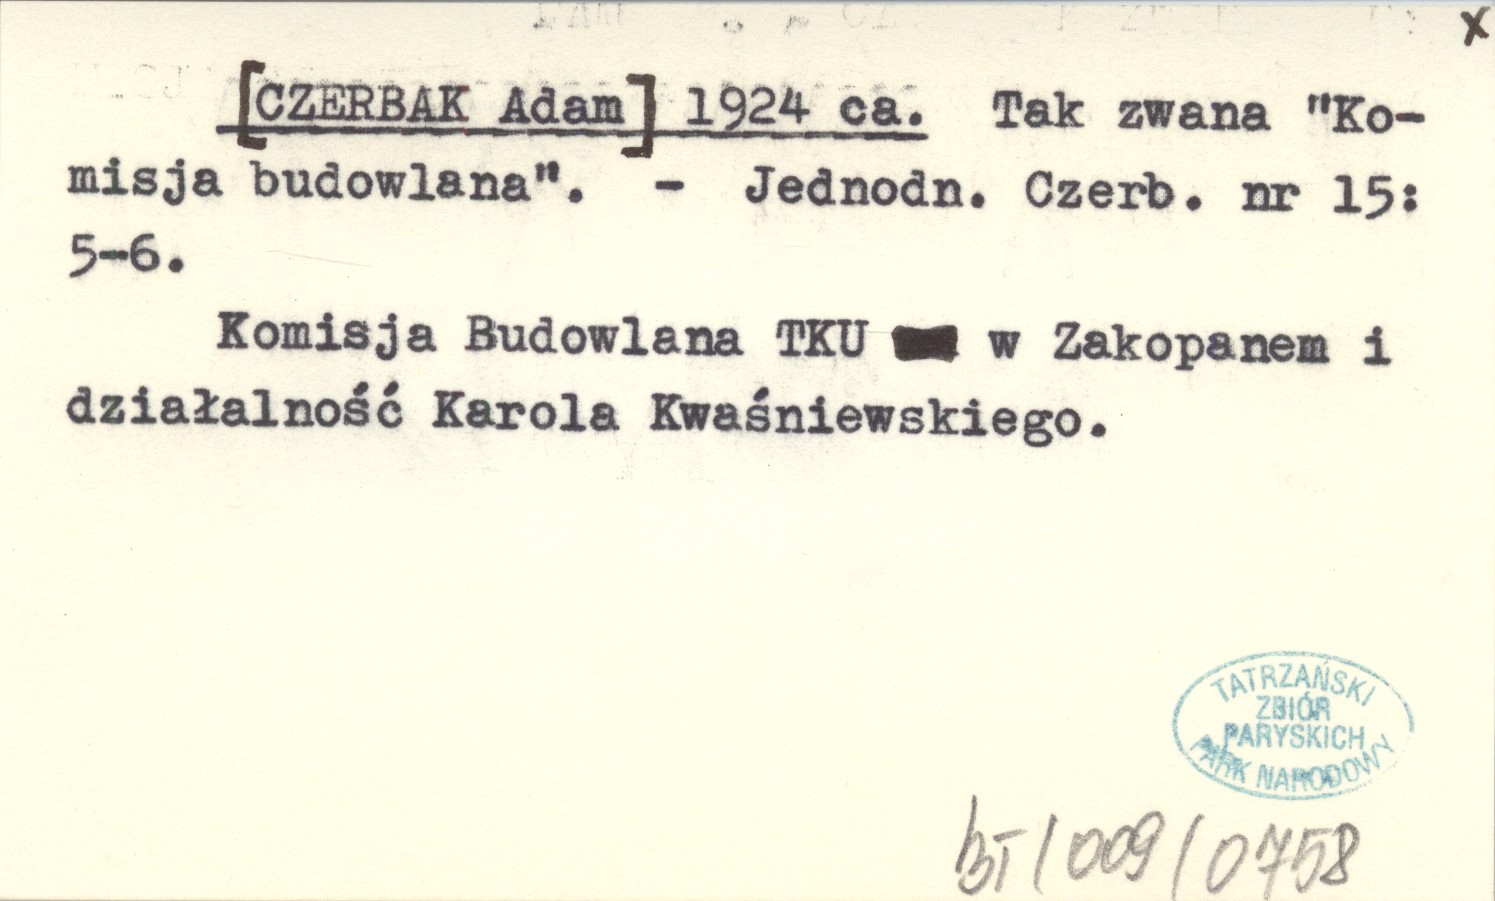 x
[CZERBAK Adam] 1924 ca. Tak zwana "Ko-
misja budowlana". - Jednodn. Czerb. nr 15:
5-6.
Komisja Budowlana TKU w Zakopanem i
działalność Karola Kwaśniewskiego.
TATRZAŃSKI
ZBIÓR
PARYSKICH
PARK NARODOWY
BT/009/0758